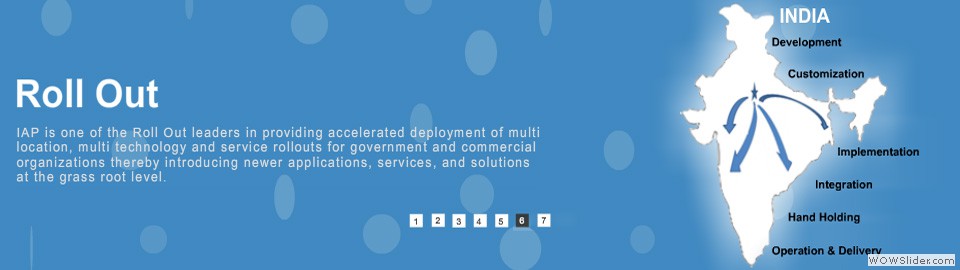 INDIA
Development
Customization
Roll Out
IAP is one of the Roll Out leaders in providing accelerated deployment of multi
location, multi technology and service rollouts for government and commercial
organizations thereby introducing newer applications, services, and solutions
at the grass root level.
Implementation
Integration
Hand Holding
Operation & Delivery
1 2 3 4 5 6 7
WOWSlider.com